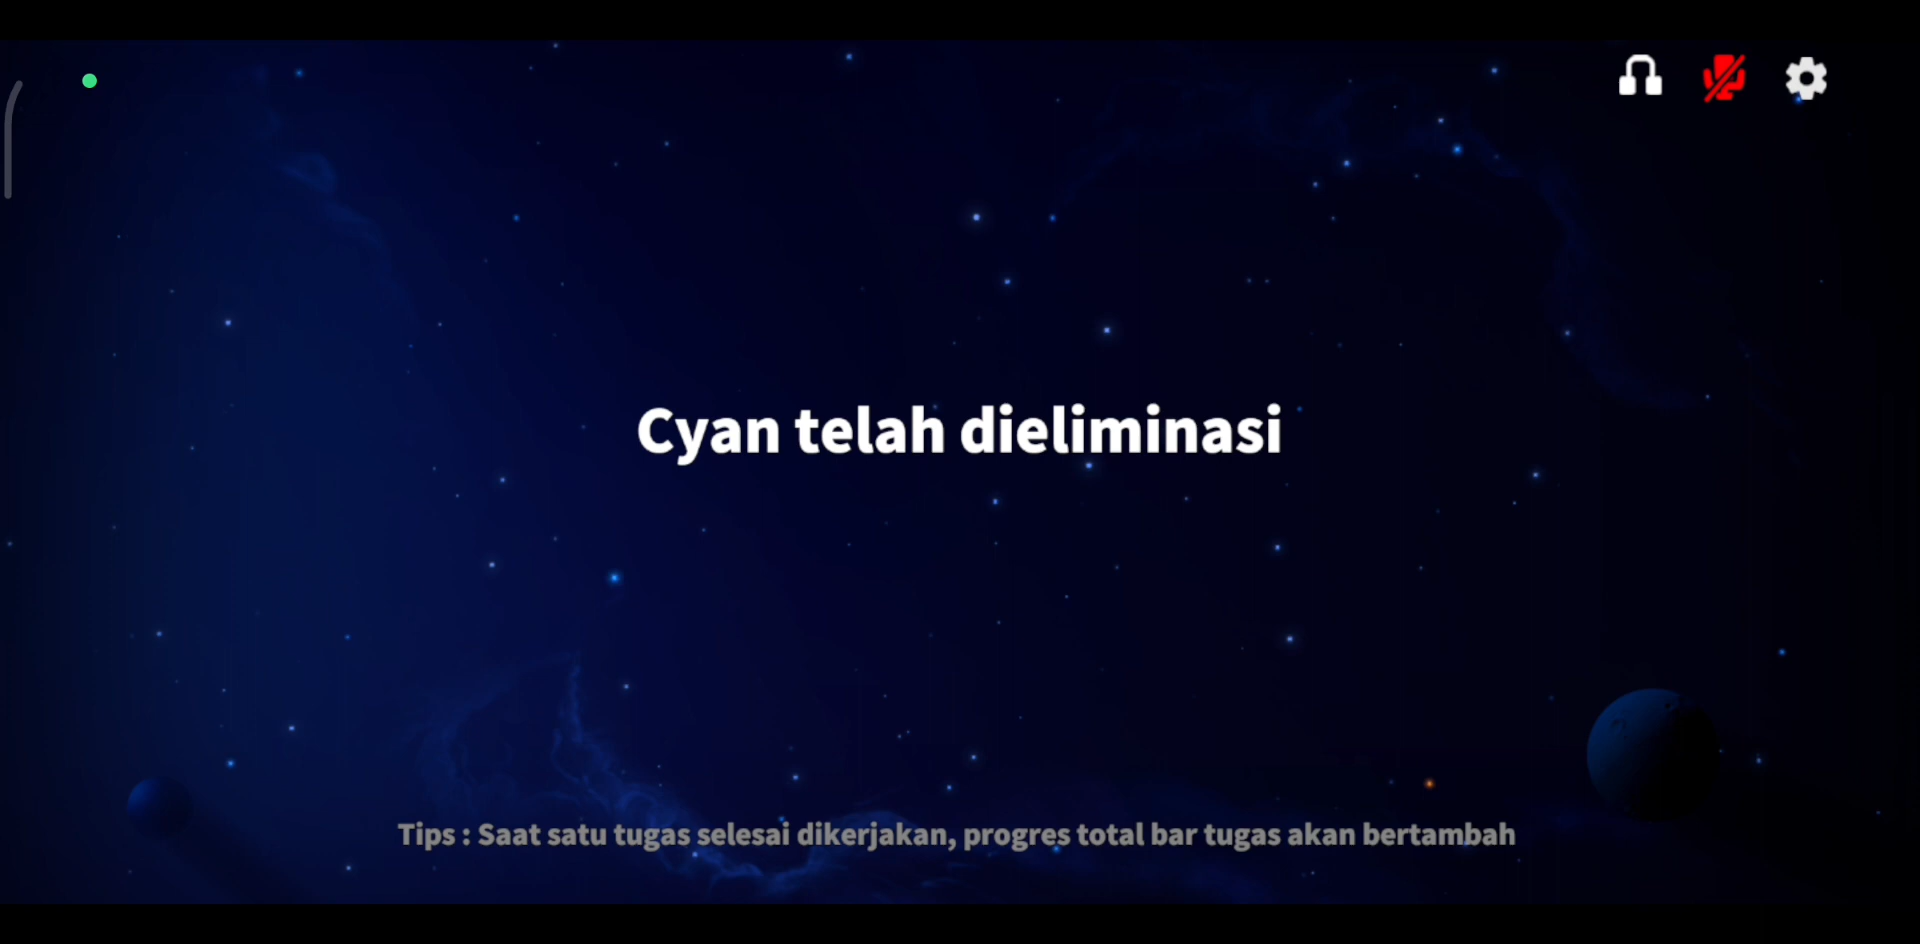 Cyan telah dieliminasi
Tips : Saat satu tugas selesai dikerjakan, progres total bar tugas akan bertambah